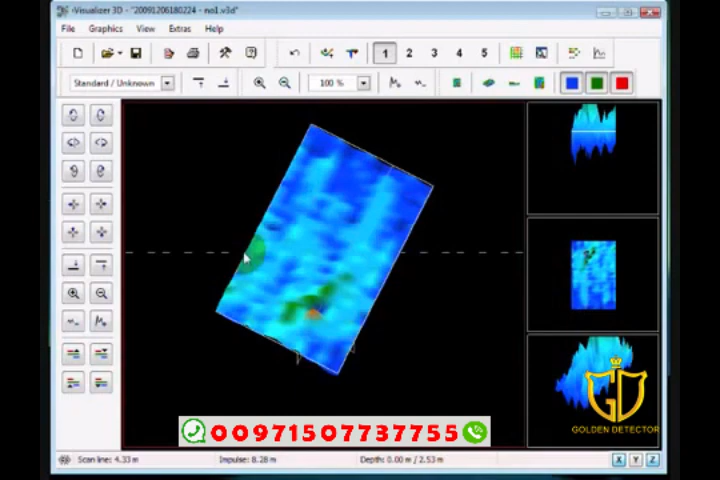 Visualizer 3D - "20091206180224 - no1.v3d"
File Graphics View Extras Help
1 2 3 4 5
Standard / Unknown 100 %
GD
GOLDEN DETECTOR
00971507737755
Scan line: 4.33 m Impulse: 8.28 m Depth: 0.00 m / 2.53 m X Y Z